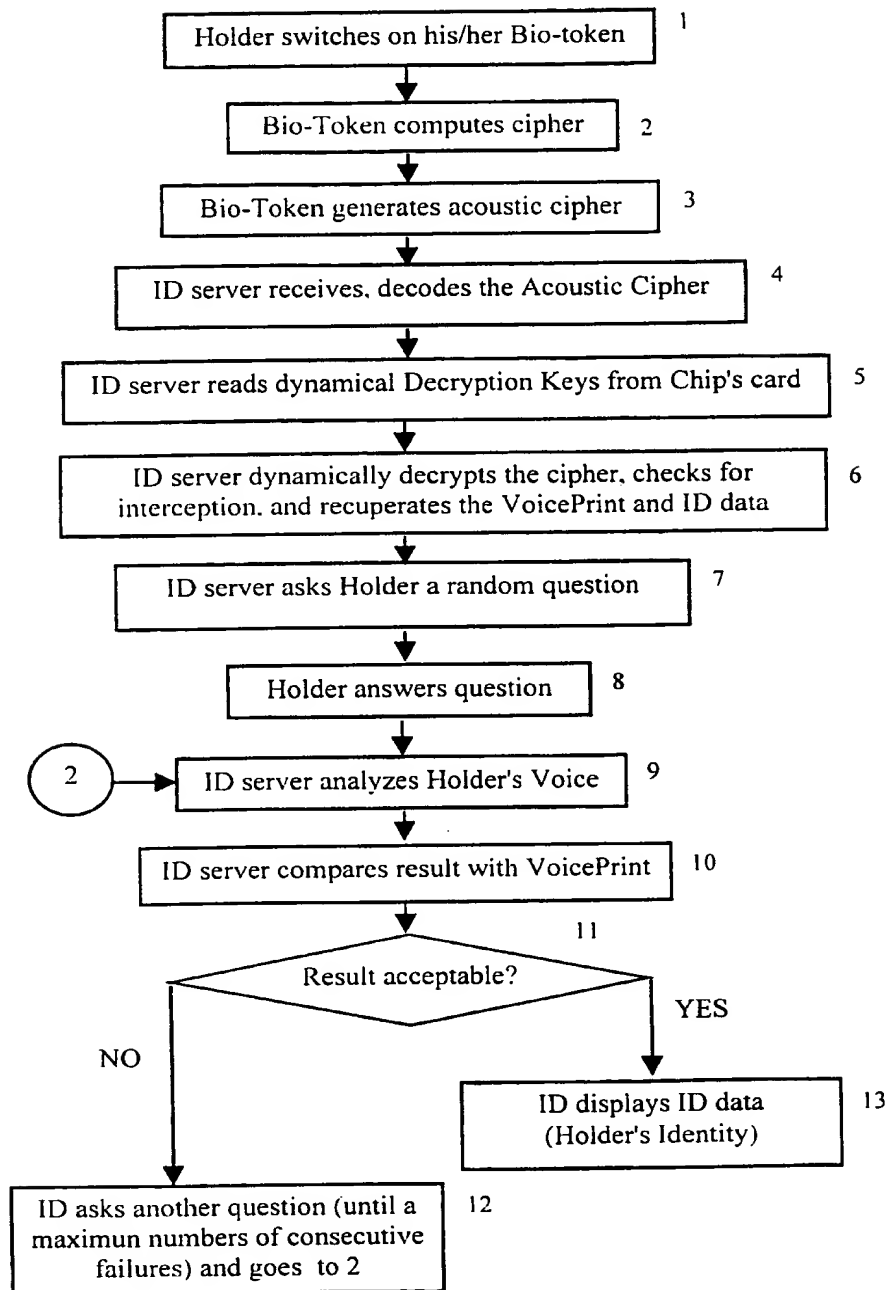 Holder switches on his/her Bio-token
1
Bio-Token computes cipher
2
Bio-Token generates acoustic cipher
3
ID server receives, decodes the Acoustic Cipher
4
ID server reads dynamical Decryption Keys from Chip's card
5
ID server dynamically decrypts the cipher, checks for
interception. and recuperates the VoicePrint and ID data
6
ID server asks Holder a random question
7
Holder answers question
8
2
ID server analyzes Holder's Voice
9
ID server compares result with VoicePrint
10
11
Result acceptable?
YES
NO
ID displays ID data
(Holder's Identity)
13
ID asks another question (until a
maximun numbers of consecutive
failures) and goes to 2
12